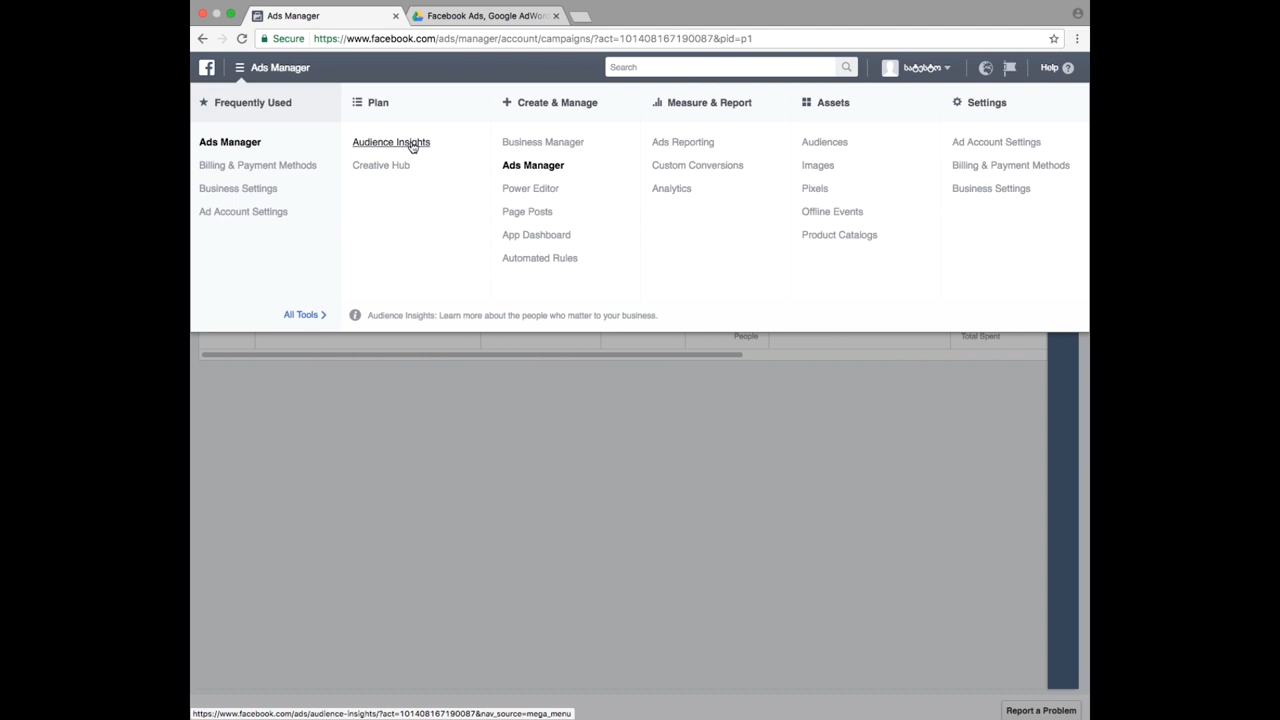 Ads Manager
Facebook Ads, Google AdWor
Secure https://www.facebook.com/ads/manager/account/campaigns/?act=101408167190087&pid=p1
Ads Manager
Search
სატესტო
Help
Frequently Used
Ads Manager
Billing & Payment Methods
Business Settings
Ad Account Settings
All Tools
Plan
Audience Insights
Creative Hub
Create & Manage
Business Manager
Ads Manager
Power Editor
Page Posts
App Dashboard
Automated Rules
Measure & Report
Ads Reporting
Custom Conversions
Analytics
Assets
Audiences
Images
Pixels
Offline Events
Product Catalogs
Settings
Ad Account Settings
Billing & Payment Methods
Business Settings
Audience Insights: Learn more about the people who matter to your business.
People
Total Spent
https://www.facebook.com/ads/audience-insights/?act=101408167190087&nav_source=mega_menu
Report a Problem